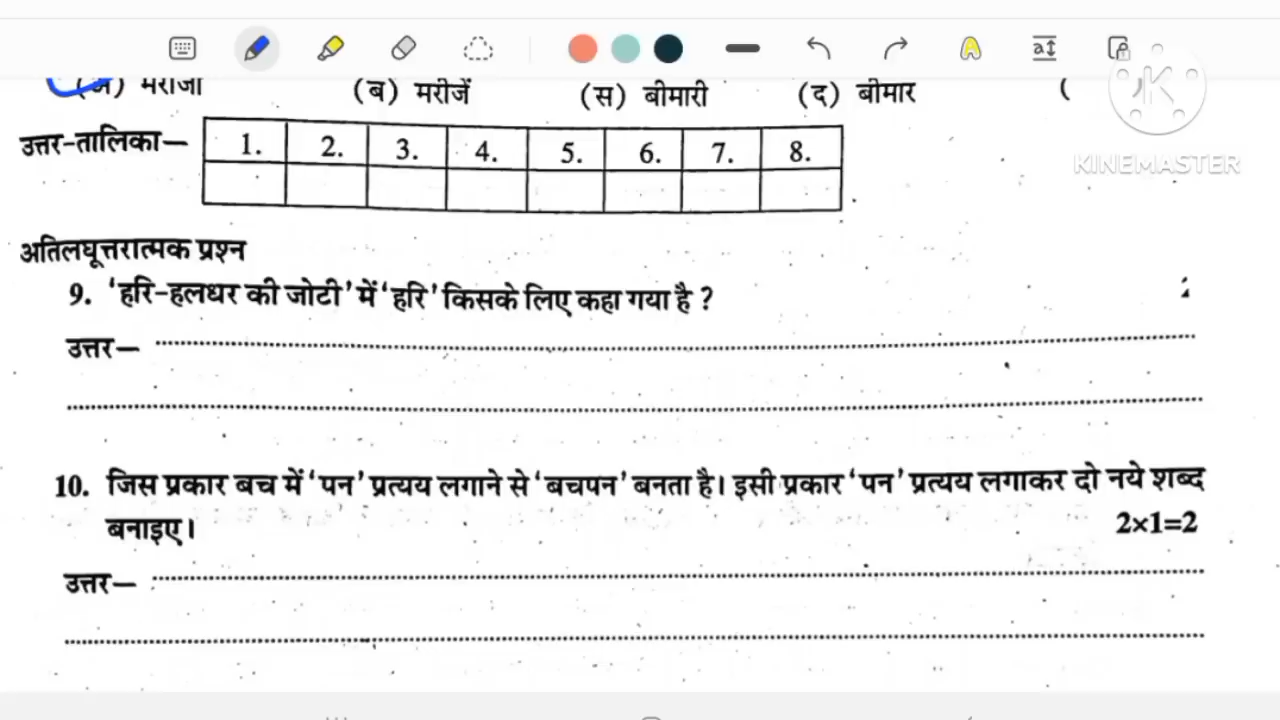 (अ) मरीजों (ब) मरीजें (स) बीमारी (द) बीमार ( )
KINEMASTER
उत्तर-तालिका— 1. 2. 3. 4. 5. 6. 7. 8.
अतिलघूत्तरात्मक प्रश्न
9. 'हरि-हलधर की जोटी' में 'हरि' किसके लिए कहा गया है ?
उत्तर—
10. जिस प्रकार बच में 'पन' प्रत्यय लगाने से 'बचपन' बनता है। इसी प्रकार 'पन' प्रत्यय लगाकर दो नये शब्द
बनाइए। 2×1=2
उत्तर—